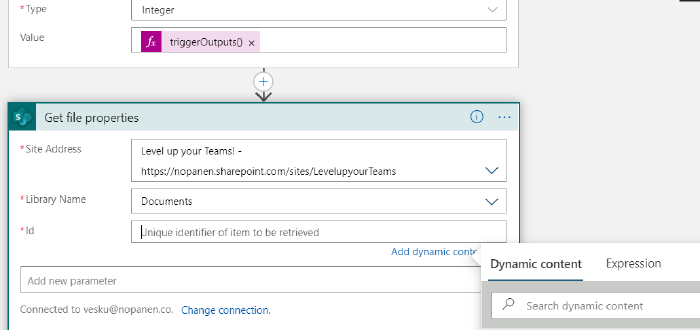 * Type
Integer
Value
fx triggerOutputs() ×
Get file properties
* Site Address
Level up your Teams! -
https://nopanen.sharepoint.com/sites/LevelupyourTeams
* Library Name
Documents
* Id
Unique identifier of item to be retrieved
Add dynamic conte
Add new parameter
Connected to vesku@nopanen.co. Change connection.
Dynamic content
Expression
Search dynamic content